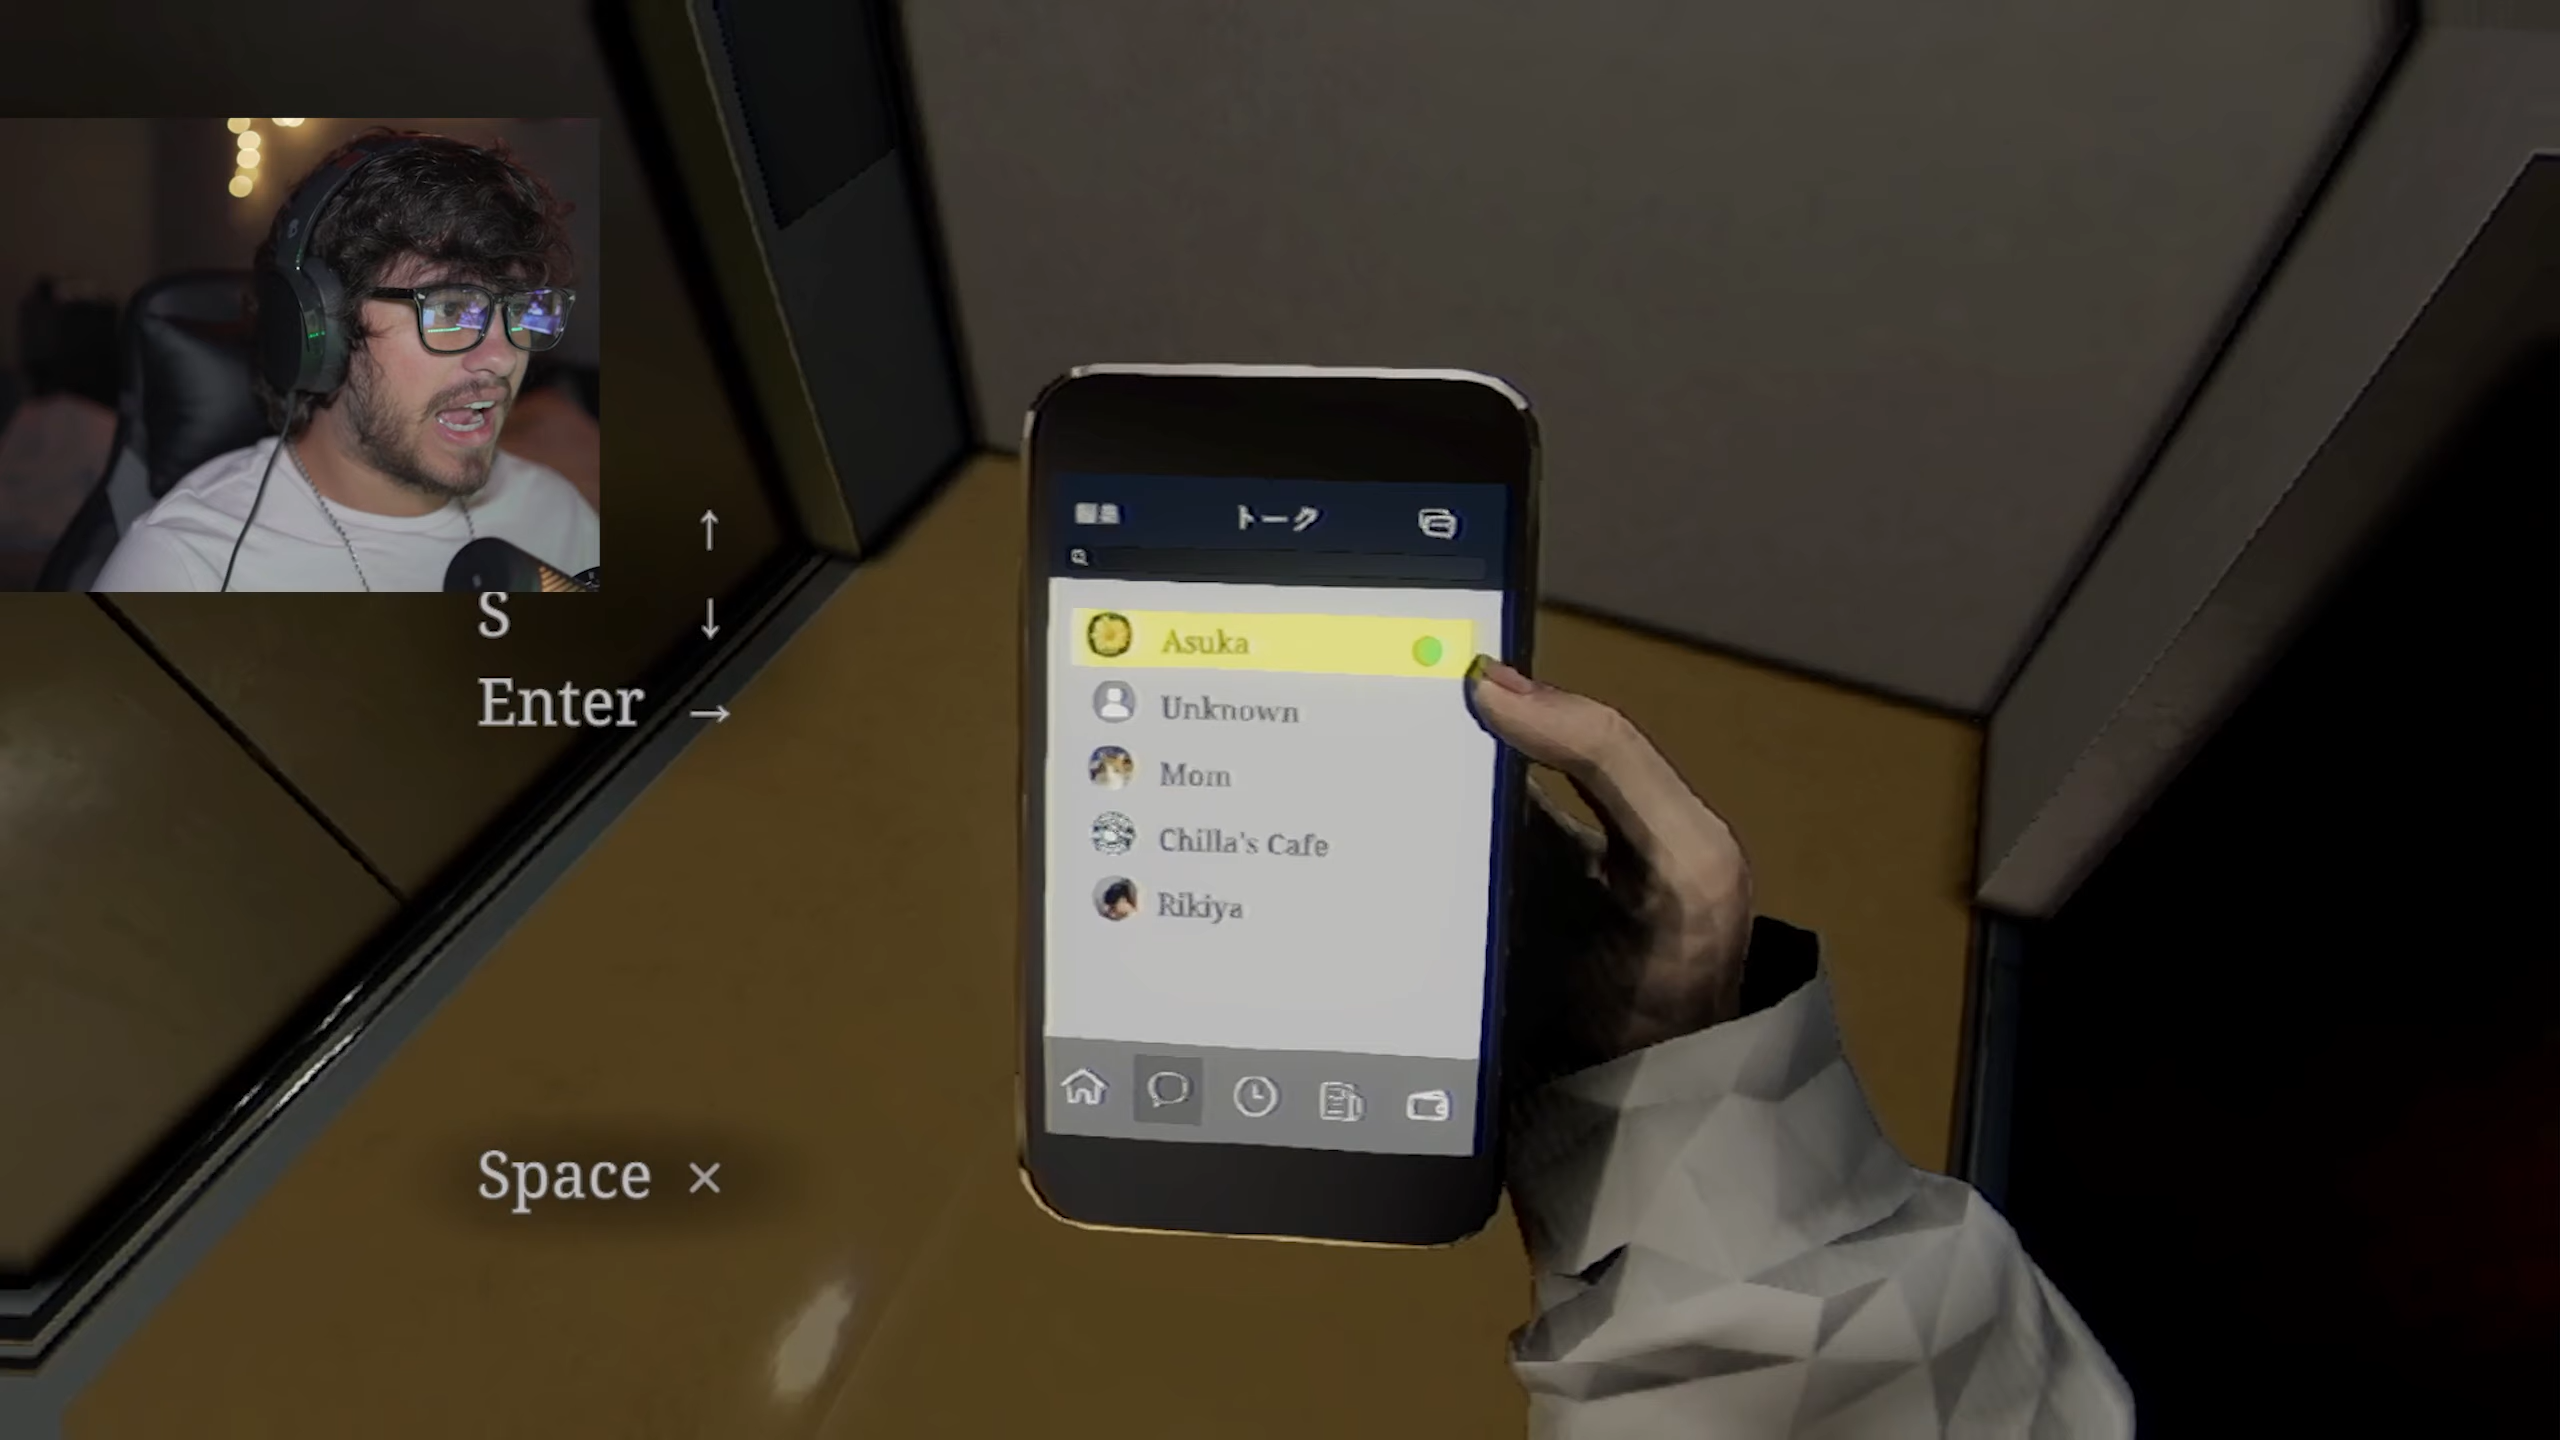 ↑
S ↓
Enter →
Space ×
トーク
Asuka
Unknown
Mom
Chilla's Cafe
Rikiya